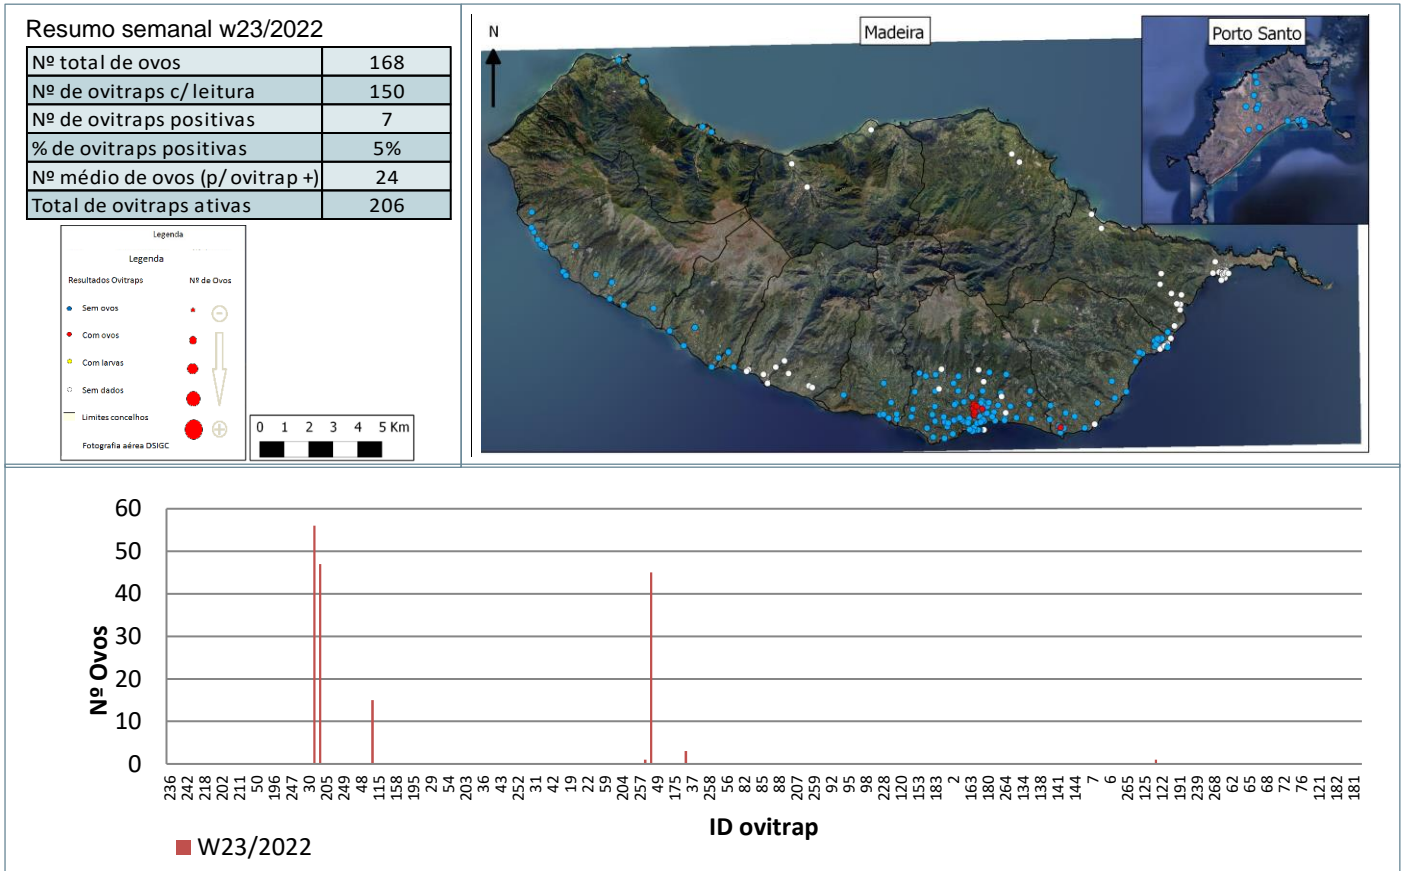 Resumo semanal w23/2022
Nº total de ovos 168
Nº de ovitraps c/ leitura 150
Nº de ovitraps positivas 7
% de ovitraps positivas 5%
Nº médio de ovos (p/ ovitrap +) 24
Total de ovitraps ativas 206
Legenda
Legenda
Resultados Ovitraps Nº de Ovos
Sem ovos
Com ovos
Com larvas
Sem dados
Limites concelhos
Fotografia aérea DSIGC
0 1 2 3 4 5 Km
N
Madeira
Porto Santo
60
50
40
30
20
10
0
Nº Ovos
236 242 218 202 211 50 196 247 30 205 249 48 115 158 195 29 54 203 36 43 252 31 42 19 22 59 204 257 49 175 37 258 56 82 85 88 207 259 92 95 98 228 120 153 183 2 163 180 264 134 138 141 144 7 6 265 125 122 191 239 268 62 65 68 72 76 121 182 181
ID ovitrap
W23/2022